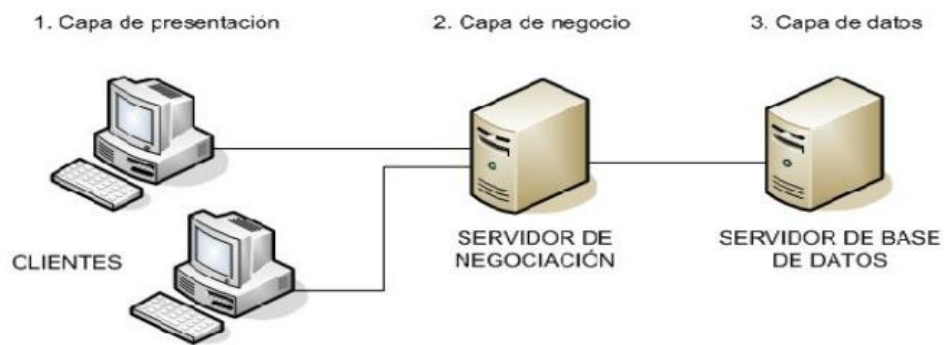 1. Capa de presentación
2. Capa de negocio
3. Capa de datos
CLIENTES
SERVIDOR DE
NEGOCIACIÓN
SERVIDOR DE BASE
DE DATOS